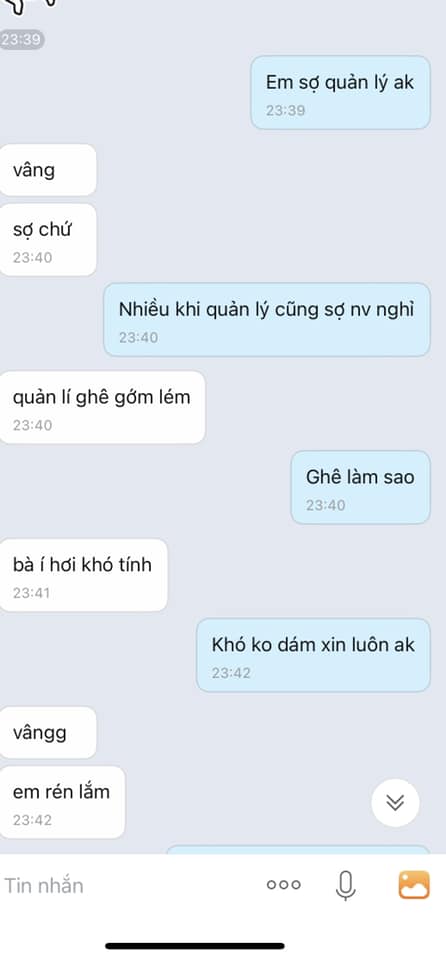 23:39
Em sợ quản lý ak
23:39
vâng
sợ chứ
23:40
Nhiều khi quản lý cũng sợ nv nghỉ
23:40
quản lí ghê gớm lém
23:40
Ghê làm sao
23:40
bà í hơi khó tính
23:41
Khó ko dám xin luôn ak
23:42
vângg
em rén lắm
23:42
Tin nhắn